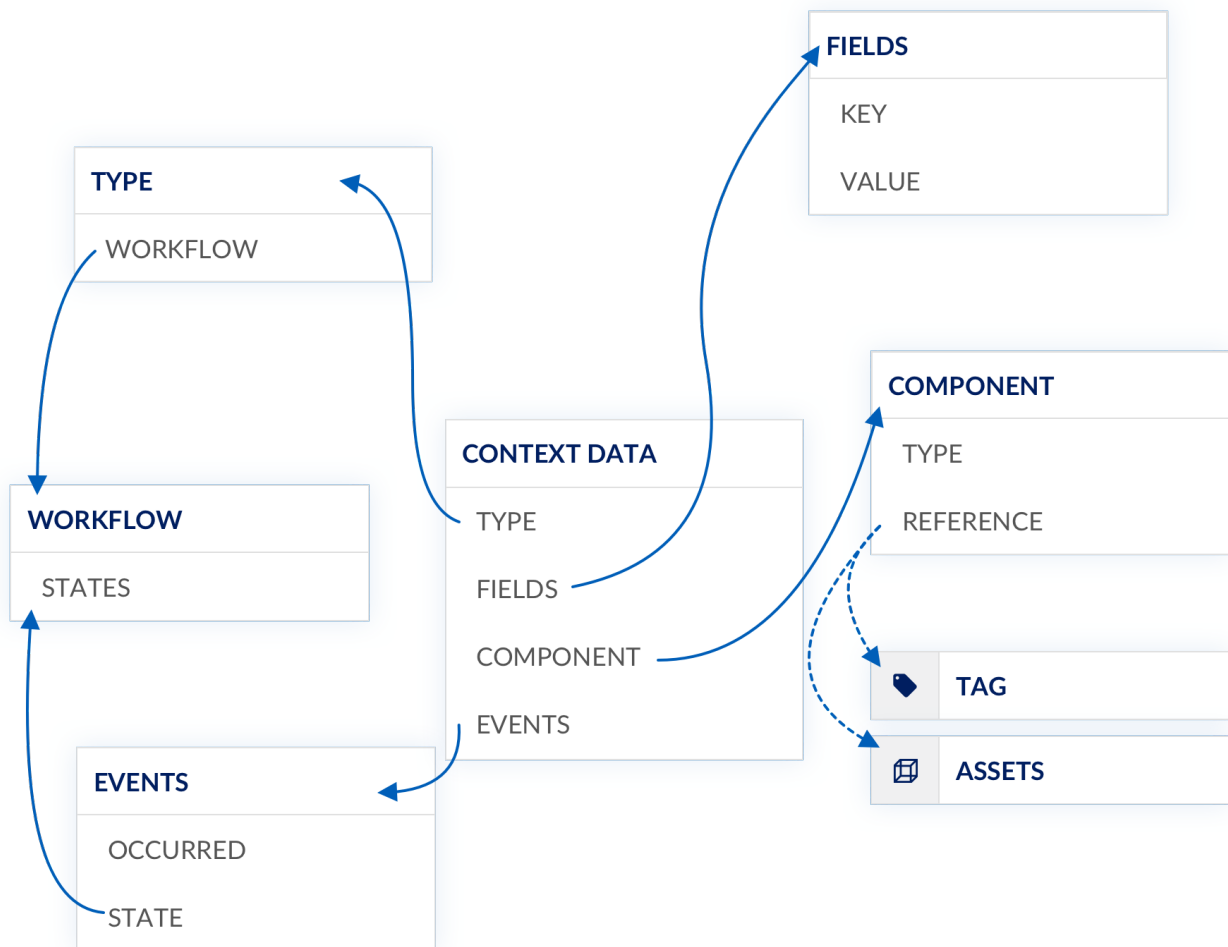 FIELDS
KEY
VALUE
TYPE
WORKFLOW
COMPONENT
TYPE
REFERENCE
CONTEXT DATA
TYPE
FIELDS
COMPONENT
EVENTS
WORKFLOW
STATES
TAG
ASSETS
EVENTS
OCCURRED
STATE